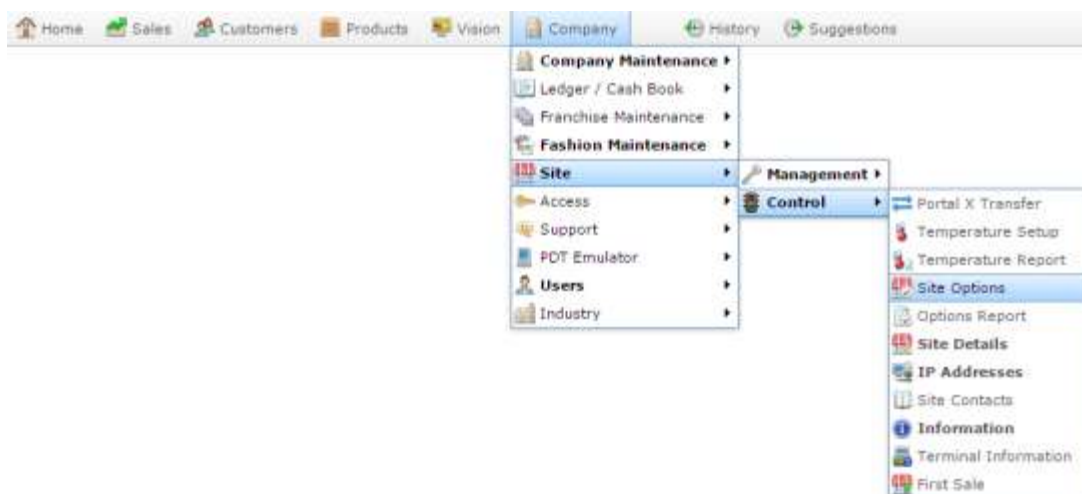 Home Sales Customers Products Vision Company History Suggestions
Company Maintenance
Ledger / Cash Book
Franchise Maintenance
Fashion Maintenance
Site
Management
Access
Control
Portal X Transfer
Support
Temperature Setup
PDT Emulator
Temperature Report
Users
Site Options
Industry
Options Report
Site Details
IP Addresses
Site Contacts
Information
Terminal Information
First Sale